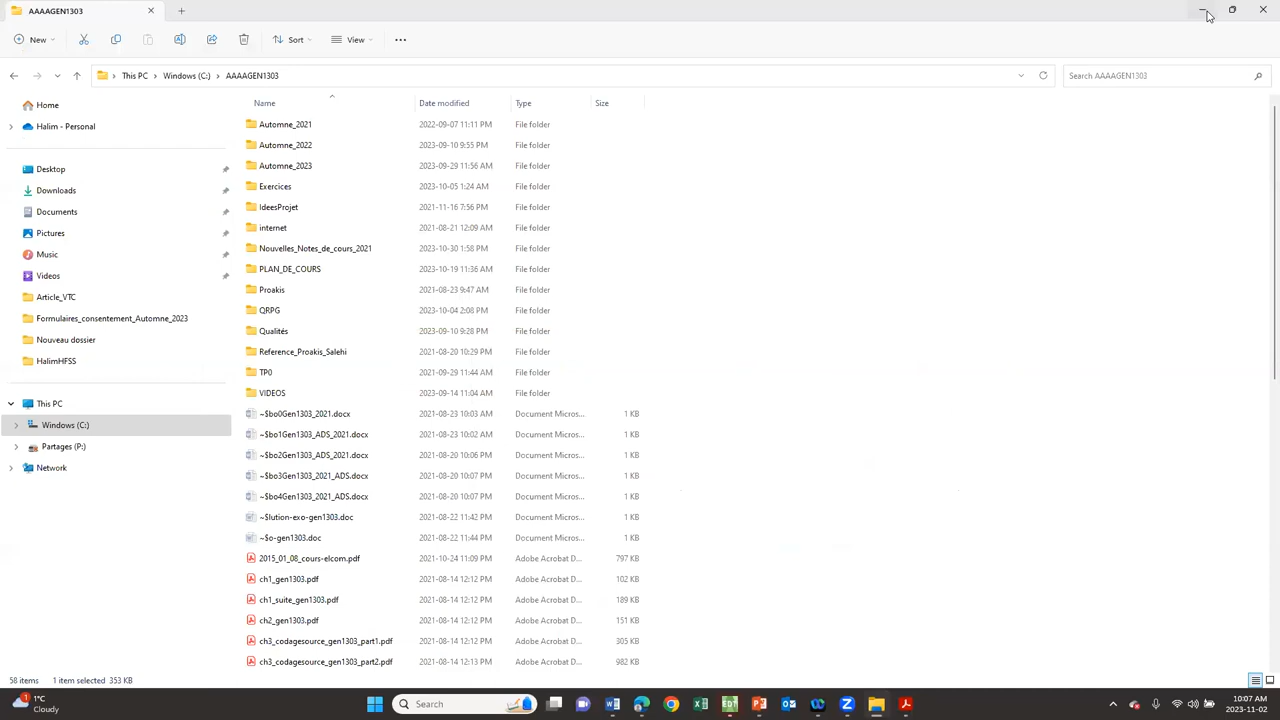 AAAAGEN1303
New
Sort
View
This PC
Windows (C:)
AAAAGEN1303
Search AAAAGEN1303
Home
Halim - Personal
Desktop
Downloads
Documents
Pictures
Music
Videos
Article_VTC
Formulaires_consentement_Automne_2023
Nouveau dossier
HalimHFSS
This PC
Windows (C:)
Partages (P:)
Network
Name Date modified Type Size
Automne_2021 2022-09-07 11:11 PM File folder
Automne_2022 2023-09-10 9:55 PM File folder
Automne_2023 2023-09-29 11:56 AM File folder
Exercices 2023-10-05 1:24 AM File folder
IdeesProjet 2021-11-16 7:56 PM File folder
internet 2021-08-21 12:09 AM File folder
Nouvelles_Notes_de_cours_2021 2023-10-30 1:58 PM File folder
PLAN_DE_COURS 2023-10-19 11:36 AM File folder
Proakis 2021-08-23 9:47 AM File folder
QRPG 2023-10-04 2:08 PM File folder
Qualités 2023-09-10 9:28 PM File folder
Reference_Proakis_Salehi 2021-08-20 10:29 PM File folder
TP0 2021-09-29 11:44 AM File folder
VIDEOS 2023-09-14 11:04 AM File folder
~$bo0Gen1303_2021.docx 2021-08-23 10:03 AM Document Micros... 1 KB
~$bo1Gen1303_ADS_2021.docx 2021-08-23 10:02 AM Document Micros... 1 KB
~$bo2Gen1303_ADS_2021.docx 2021-08-20 10:06 PM Document Micros... 1 KB
~$bo3Gen1303_2021_ADS.docx 2021-08-20 10:07 PM Document Micros... 1 KB
~$bo4Gen1303_2021_ADS.docx 2021-08-20 10:07 PM Document Micros... 1 KB
~$lution-exo-gen1303.doc 2021-08-22 11:42 PM Document Micros... 1 KB
~$o-gen1303.doc 2021-08-22 11:44 PM Document Micros... 1 KB
2015_01_08_cours-elcom.pdf 2021-10-24 11:09 PM Adobe Acrobat D... 797 KB
ch1_gen1303.pdf 2021-08-14 12:12 PM Adobe Acrobat D... 102 KB
ch1_suite_gen1303.pdf 2021-08-14 12:12 PM Adobe Acrobat D... 189 KB
ch2_gen1303.pdf 2021-08-14 12:12 PM Adobe Acrobat D... 151 KB
ch3_codagesource_gen1303_part1.pdf 2021-08-14 12:12 PM Adobe Acrobat D... 305 KB
ch3_codagesource_gen1303_part2.pdf 2021-08-14 12:13 PM Adobe Acrobat D... 982 KB
58 items 1 item selected 353 KB
1
1°C
Cloudy
Search
EDT
10:07 AM
2023-11-02